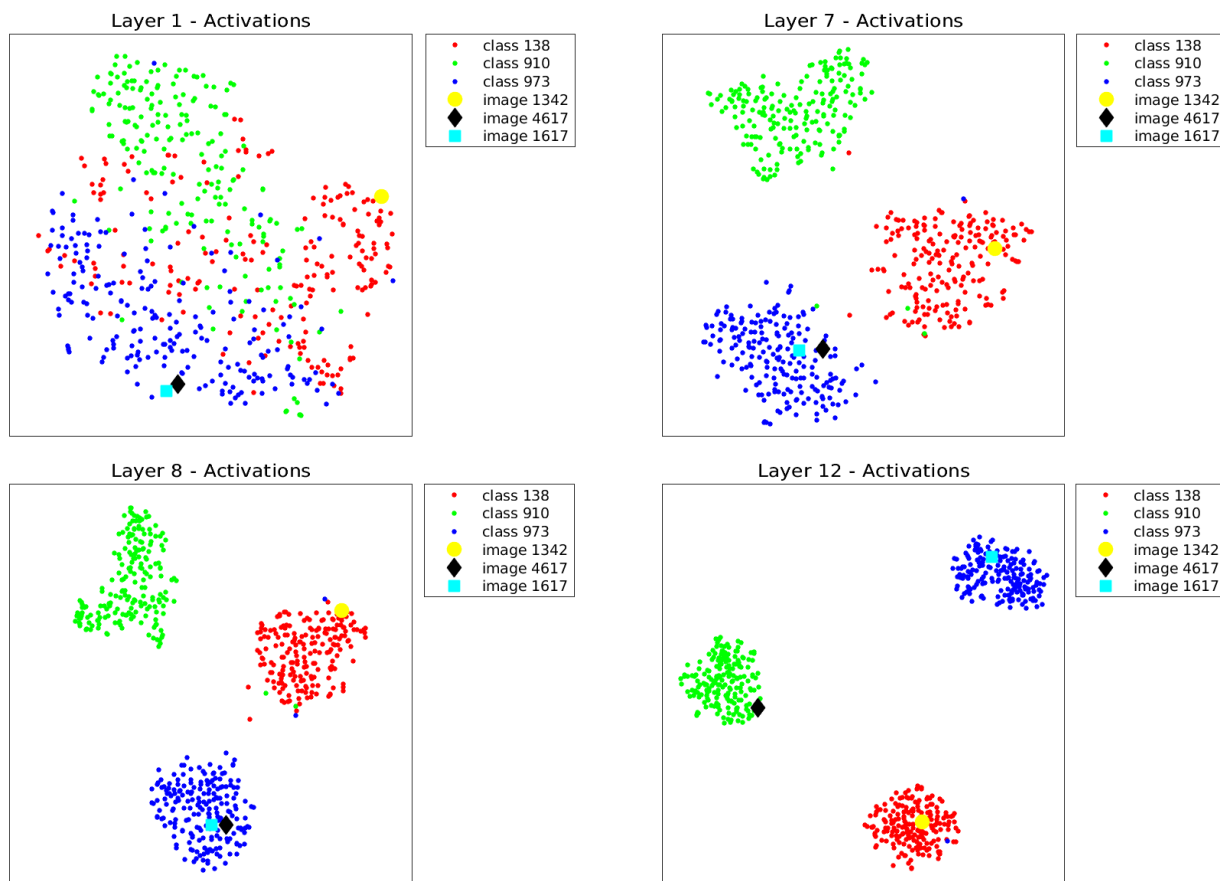 Layer 1 - Activations
class 138
class 910
class 973
image 1342
image 4617
image 1617
Layer 7 - Activations
class 138
class 910
class 973
image 1342
image 4617
image 1617
Layer 8 - Activations
class 138
class 910
class 973
image 1342
image 4617
image 1617
Layer 12 - Activations
class 138
class 910
class 973
image 1342
image 4617
image 1617